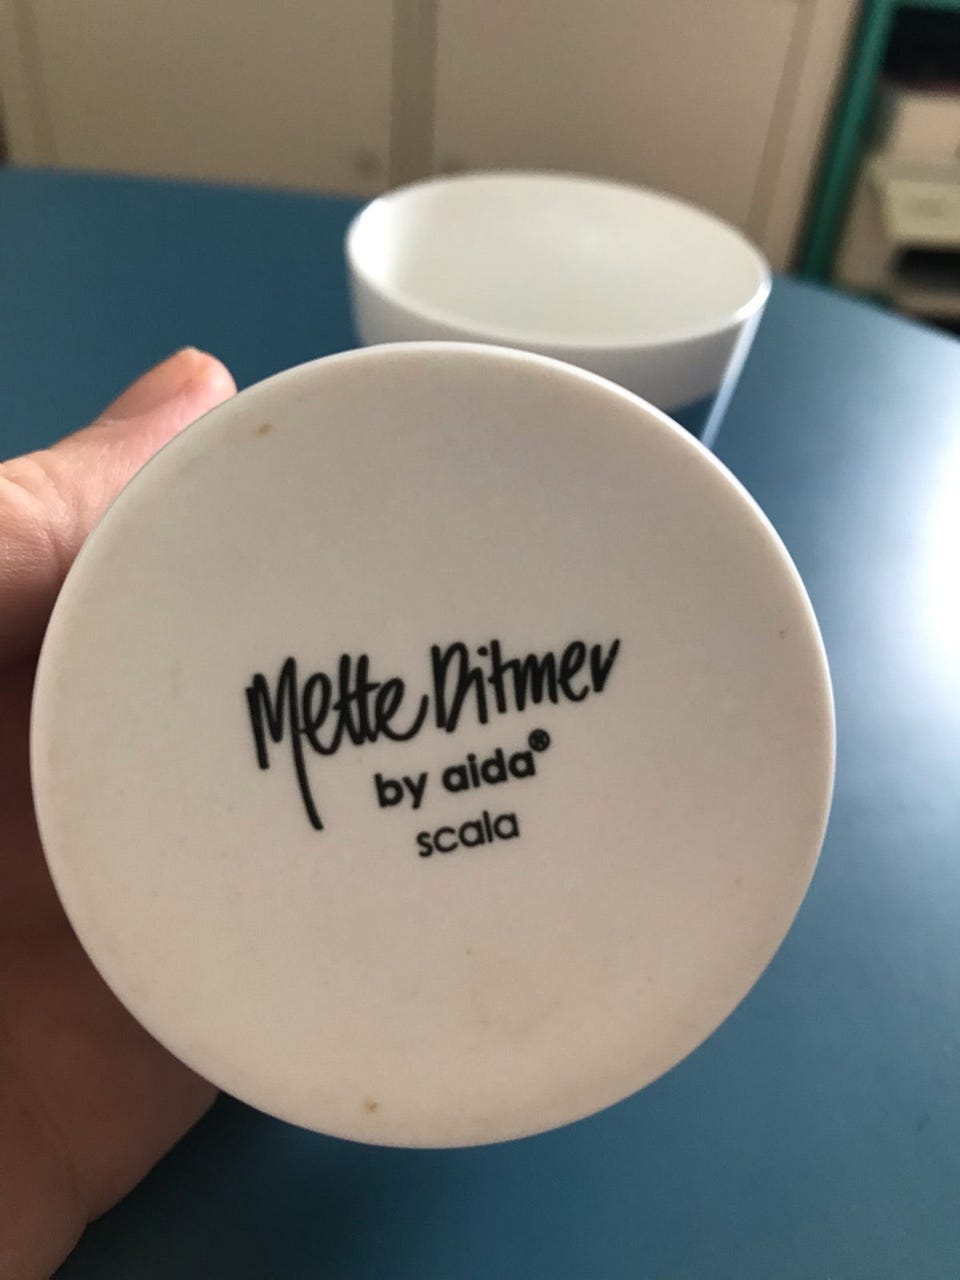 Mette Ditmer
by aida®
scala